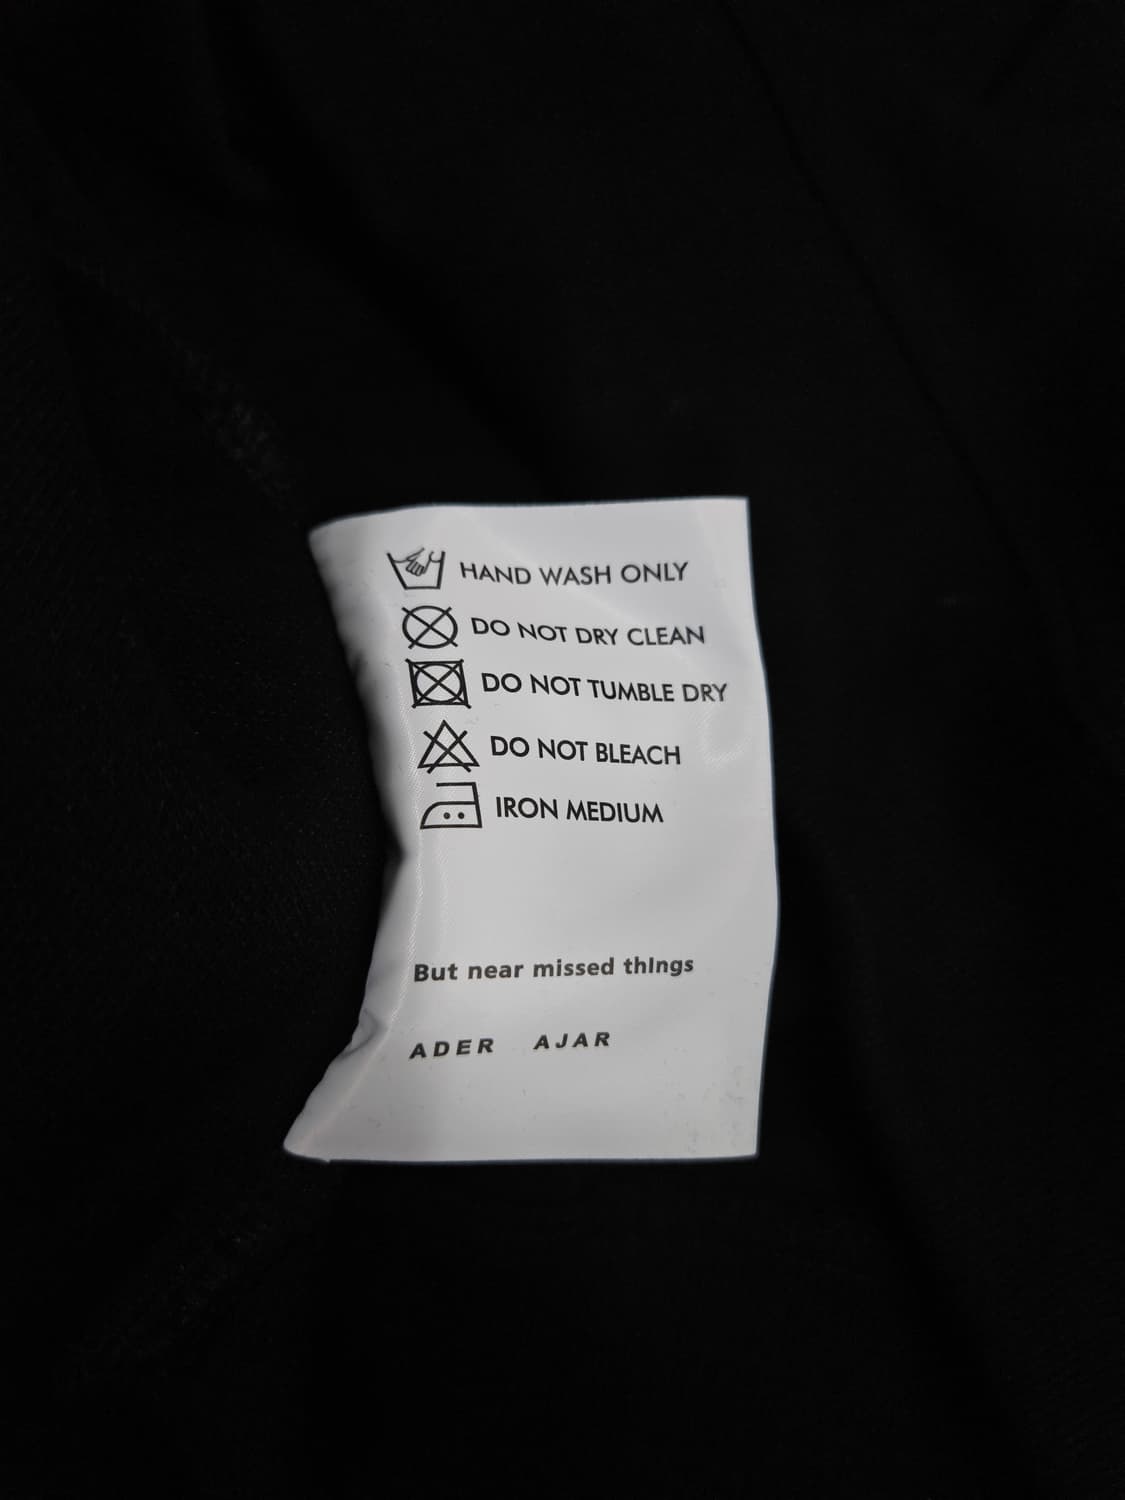 HAND WASH ONLY
DO NOT DRY CLEAN
DO NOT TUMBLE DRY
DO NOT BLEACH
IRON MEDIUM
But near missed thIngs
ADER AJAR